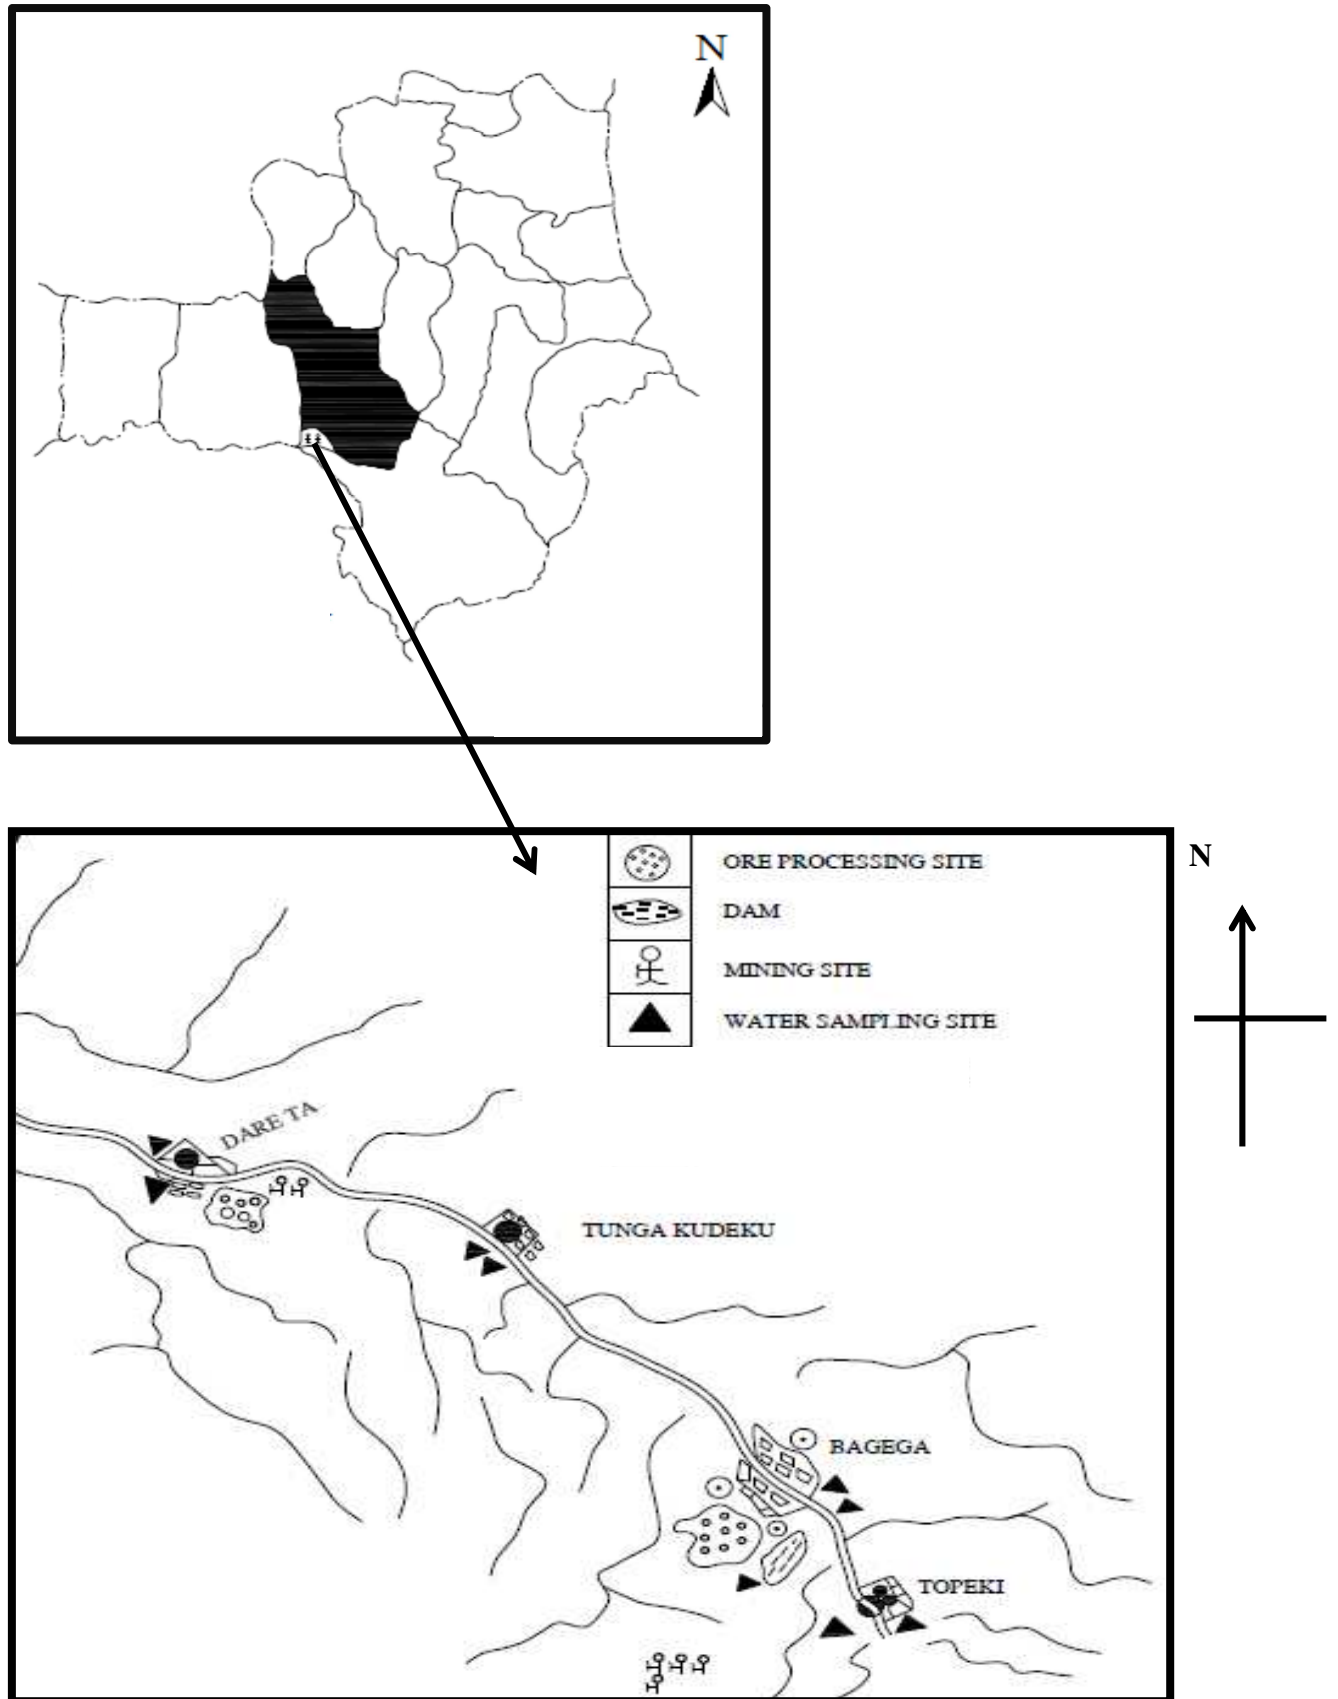 N
ORE PROCESSING SITE
N
DAM
MINING SITE
WATER SAMPLING SITE
DARE TA
TUNGA KUDEKU
BAGEGA
TOPEKI